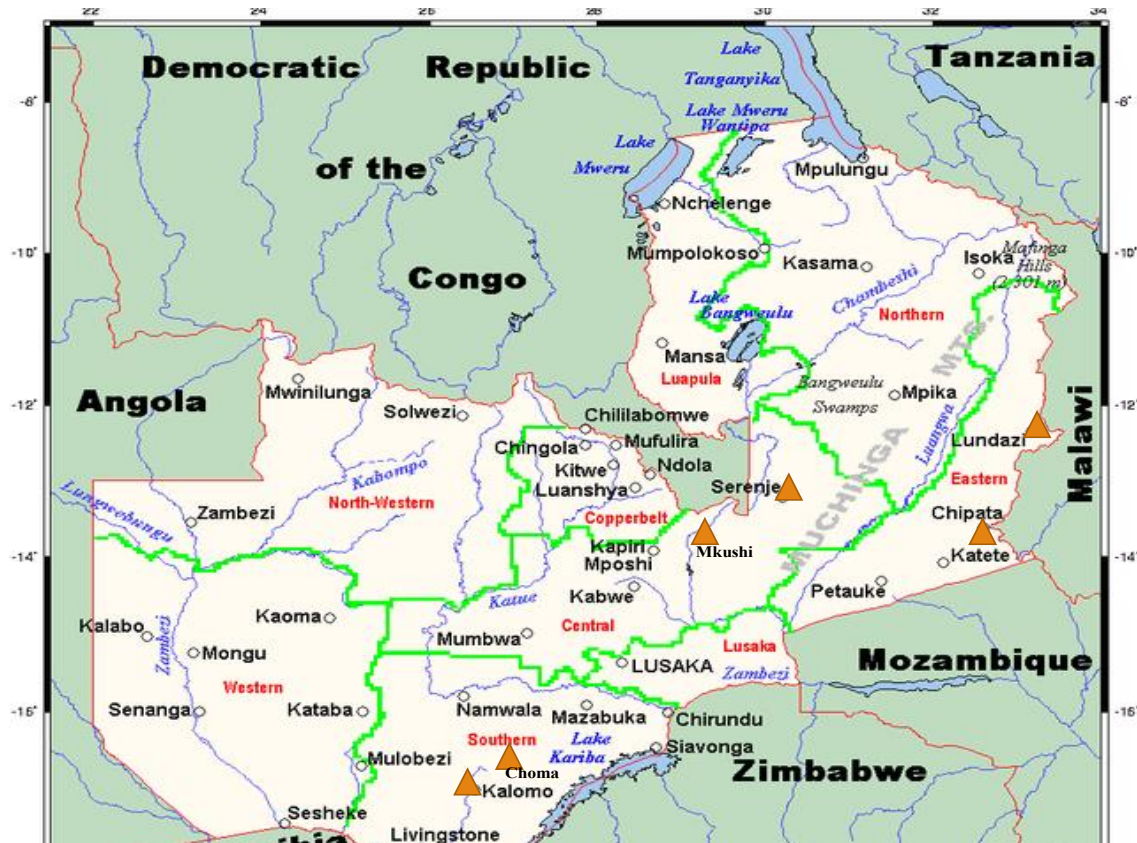 22
24
26
28
30
32
34
Democratic
Republic
of the
Congo
Tanzania
Lake
Tanganyika
Lake Mweru
Wantipa
Lake
Mweru
-6°
-6°
Mpulungu
Nchelenge
Mumpolokoso
Kasama
Isoka
Mafinga
Hills
(2 301 m)
-10°
-10°
Chambeshi
Lake
Bangweulu
Northern
Mansa
Luapula
Bangweulu
Swamps
Mpika
MUCHINGA MTS.
Luangwa
Angola
Mwinilunga
Solwezi
Chililabomwe
Chingola
Mufulira
Kitwe
Ndola
Luanshya
Copperbelt
-12°
-12°
Malawi
Lundazi
Eastern
Serenje
Chipata
Kabompo
North-Western
Lungwebungu
Zambezi
Mkushi
Kapiri
Mposhi
Katete
-14°
-14°
Petauke
Kabwe
Kafue
Kaoma
Kalabo
Mumbwa
Central
Zambezi
Mongu
Lusaka
LUSAKA
Zambezi
Mozambique
Western
Senanga
Kataba
Namwala
Mazabuka
Chirundu
-16°
-16°
Southern
Lake
Kariba
Siavonga
Mulobezi
Choma
Kalomo
Zimbabwe
Sesheke
Livingstone